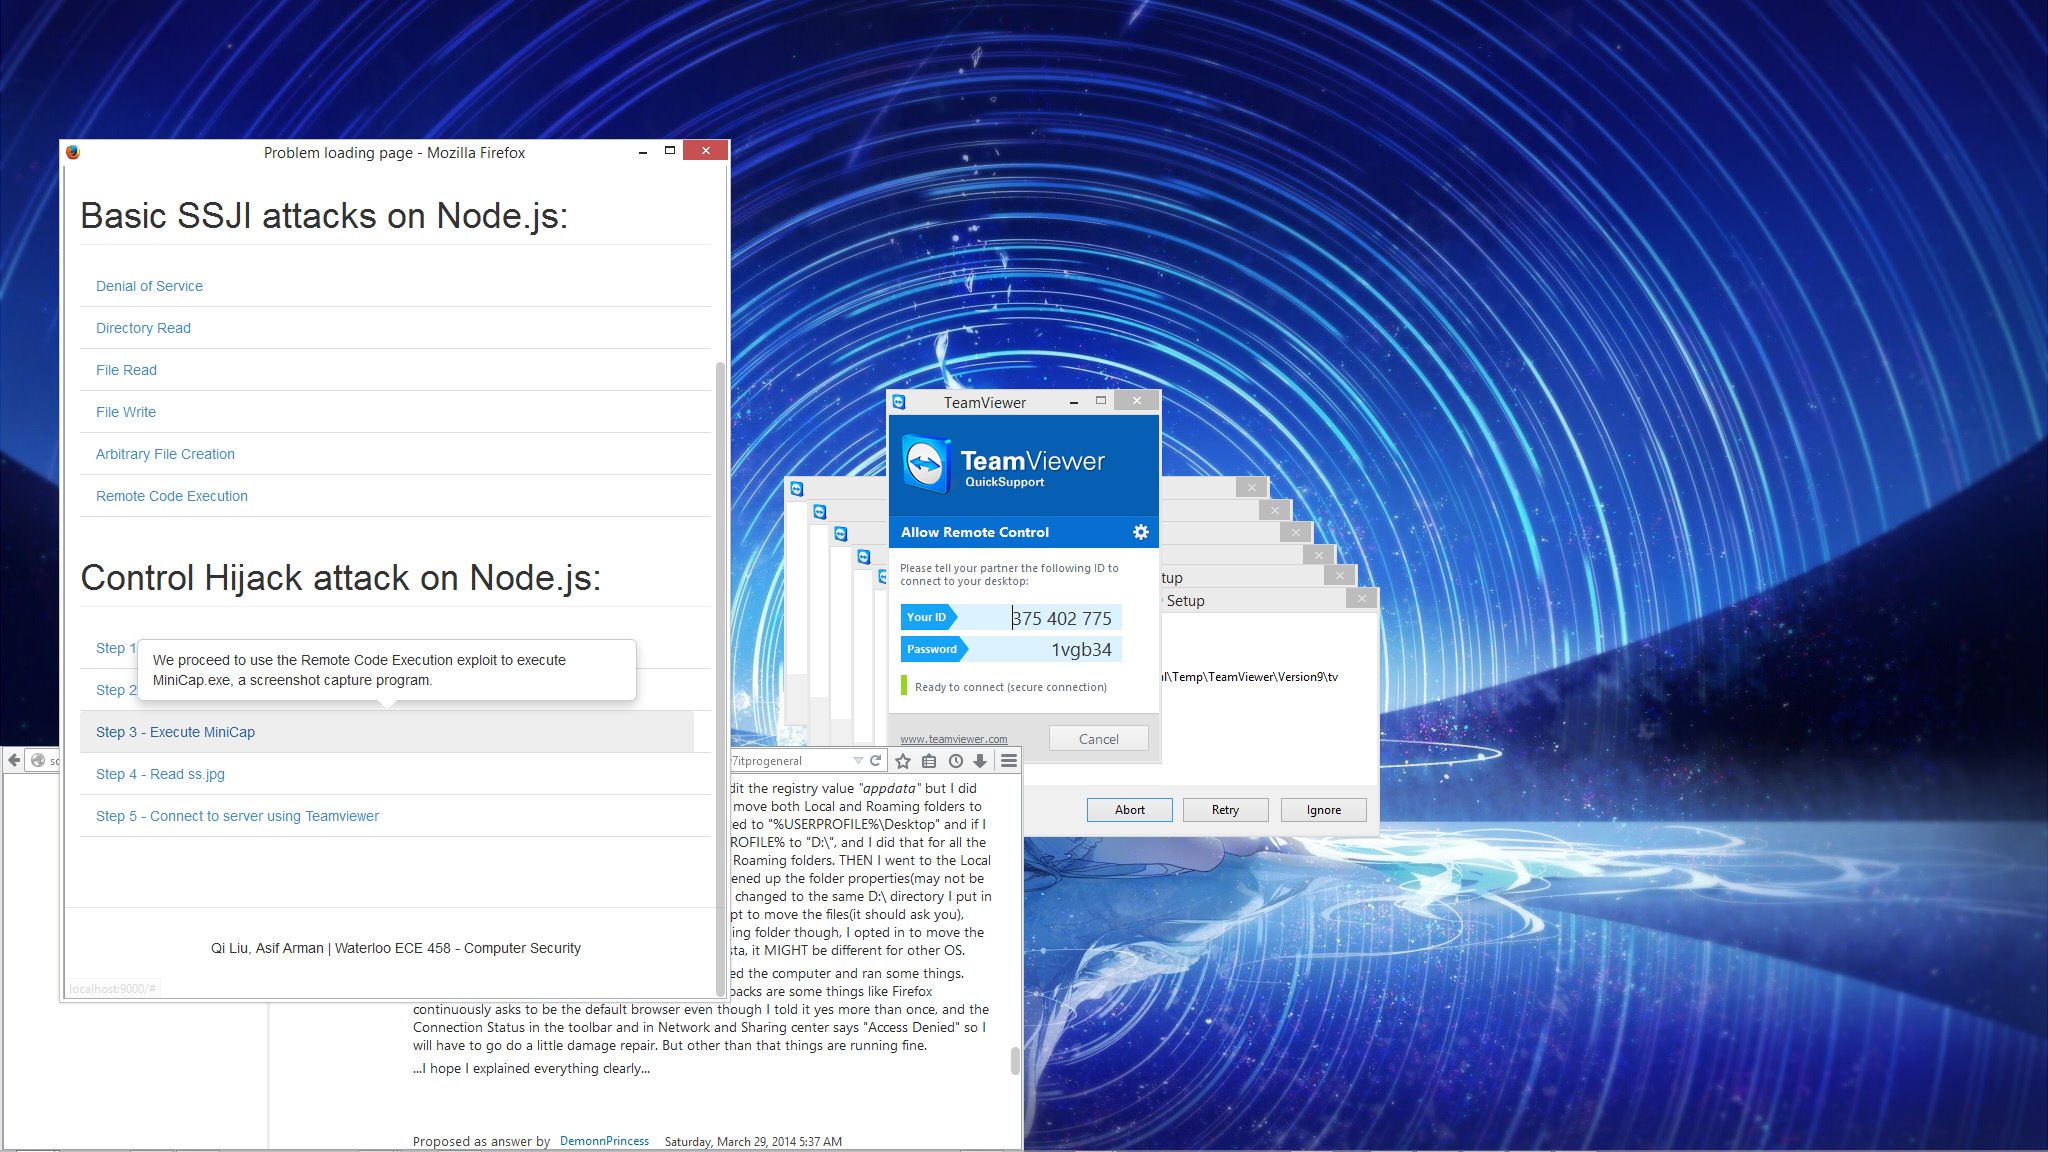 Problem loading page - Mozilla Firefox
Basic SSJI attacks on Node.js:
Denial of Service
Directory Read
File Read
File Write
Arbitrary File Creation
Remote Code Execution
Control Hijack attack on Node.js:
Step 1
We proceed to use the Remote Code Execution exploit to execute
MiniCap.exe, a screenshot capture program.
Step 2
Step 3 - Execute MiniCap
Step 4 - Read ss.jpg
Step 5 - Connect to server using Teamviewer
Qi Liu, Asif Arman | Waterloo ECE 458 - Computer Security
localhost:9000/#
TeamViewer
TeamViewer
QuickSupport
Allow Remote Control
Please tell your partner the following ID to
connect to your desktop:
Your ID 375 402 775
Password 1vgb34
Ready to connect (secure connection)
www.teamviewer.com
Cancel
etup
Setup
l\Temp\TeamViewer\Version9\tv
Abort Retry Ignore
7itprogeneral
dit the registry value "appdata" but I did
move both Local and Roaming folders to
ed to "%USERPROFILE%\Desktop" and if I
ROFILE% to "D:\", and I did that for all the
Roaming folders. THEN I went to the Local
ened up the folder properties(may not be
changed to the same D:\ directory I put in
pt to move the files(it should ask you),
ing folder though, I opted in to move the
sta, it MIGHT be different for other OS.
ed the computer and ran some things.
backs are some things like Firefox
continuously asks to be the default browser even though I told it yes more than once, and the
Connection Status in the toolbar and in Network and Sharing center says "Access Denied" so I
will have to go do a little damage repair. But other than that things are running fine.
...I hope I explained everything clearly...
Proposed as answer by DemonnPrincess Saturday, March 29, 2014 5:37 AM